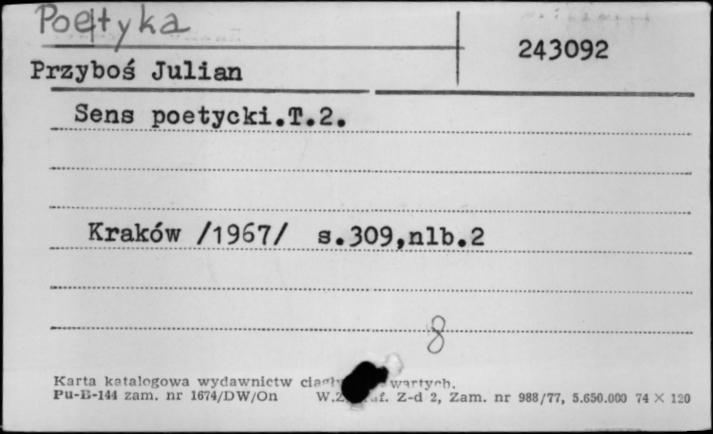 Poetyka
243092
Przyboś Julian
Sens poetycki.T.2.
Kraków /1967/ s.309,nlb.2
8
Karta katalogowa wydawnictw
Pu-B-144 zam. nr 1674/DW/On Z-d 2, Zam. nr 988/77, 5.650.000 74 × 120